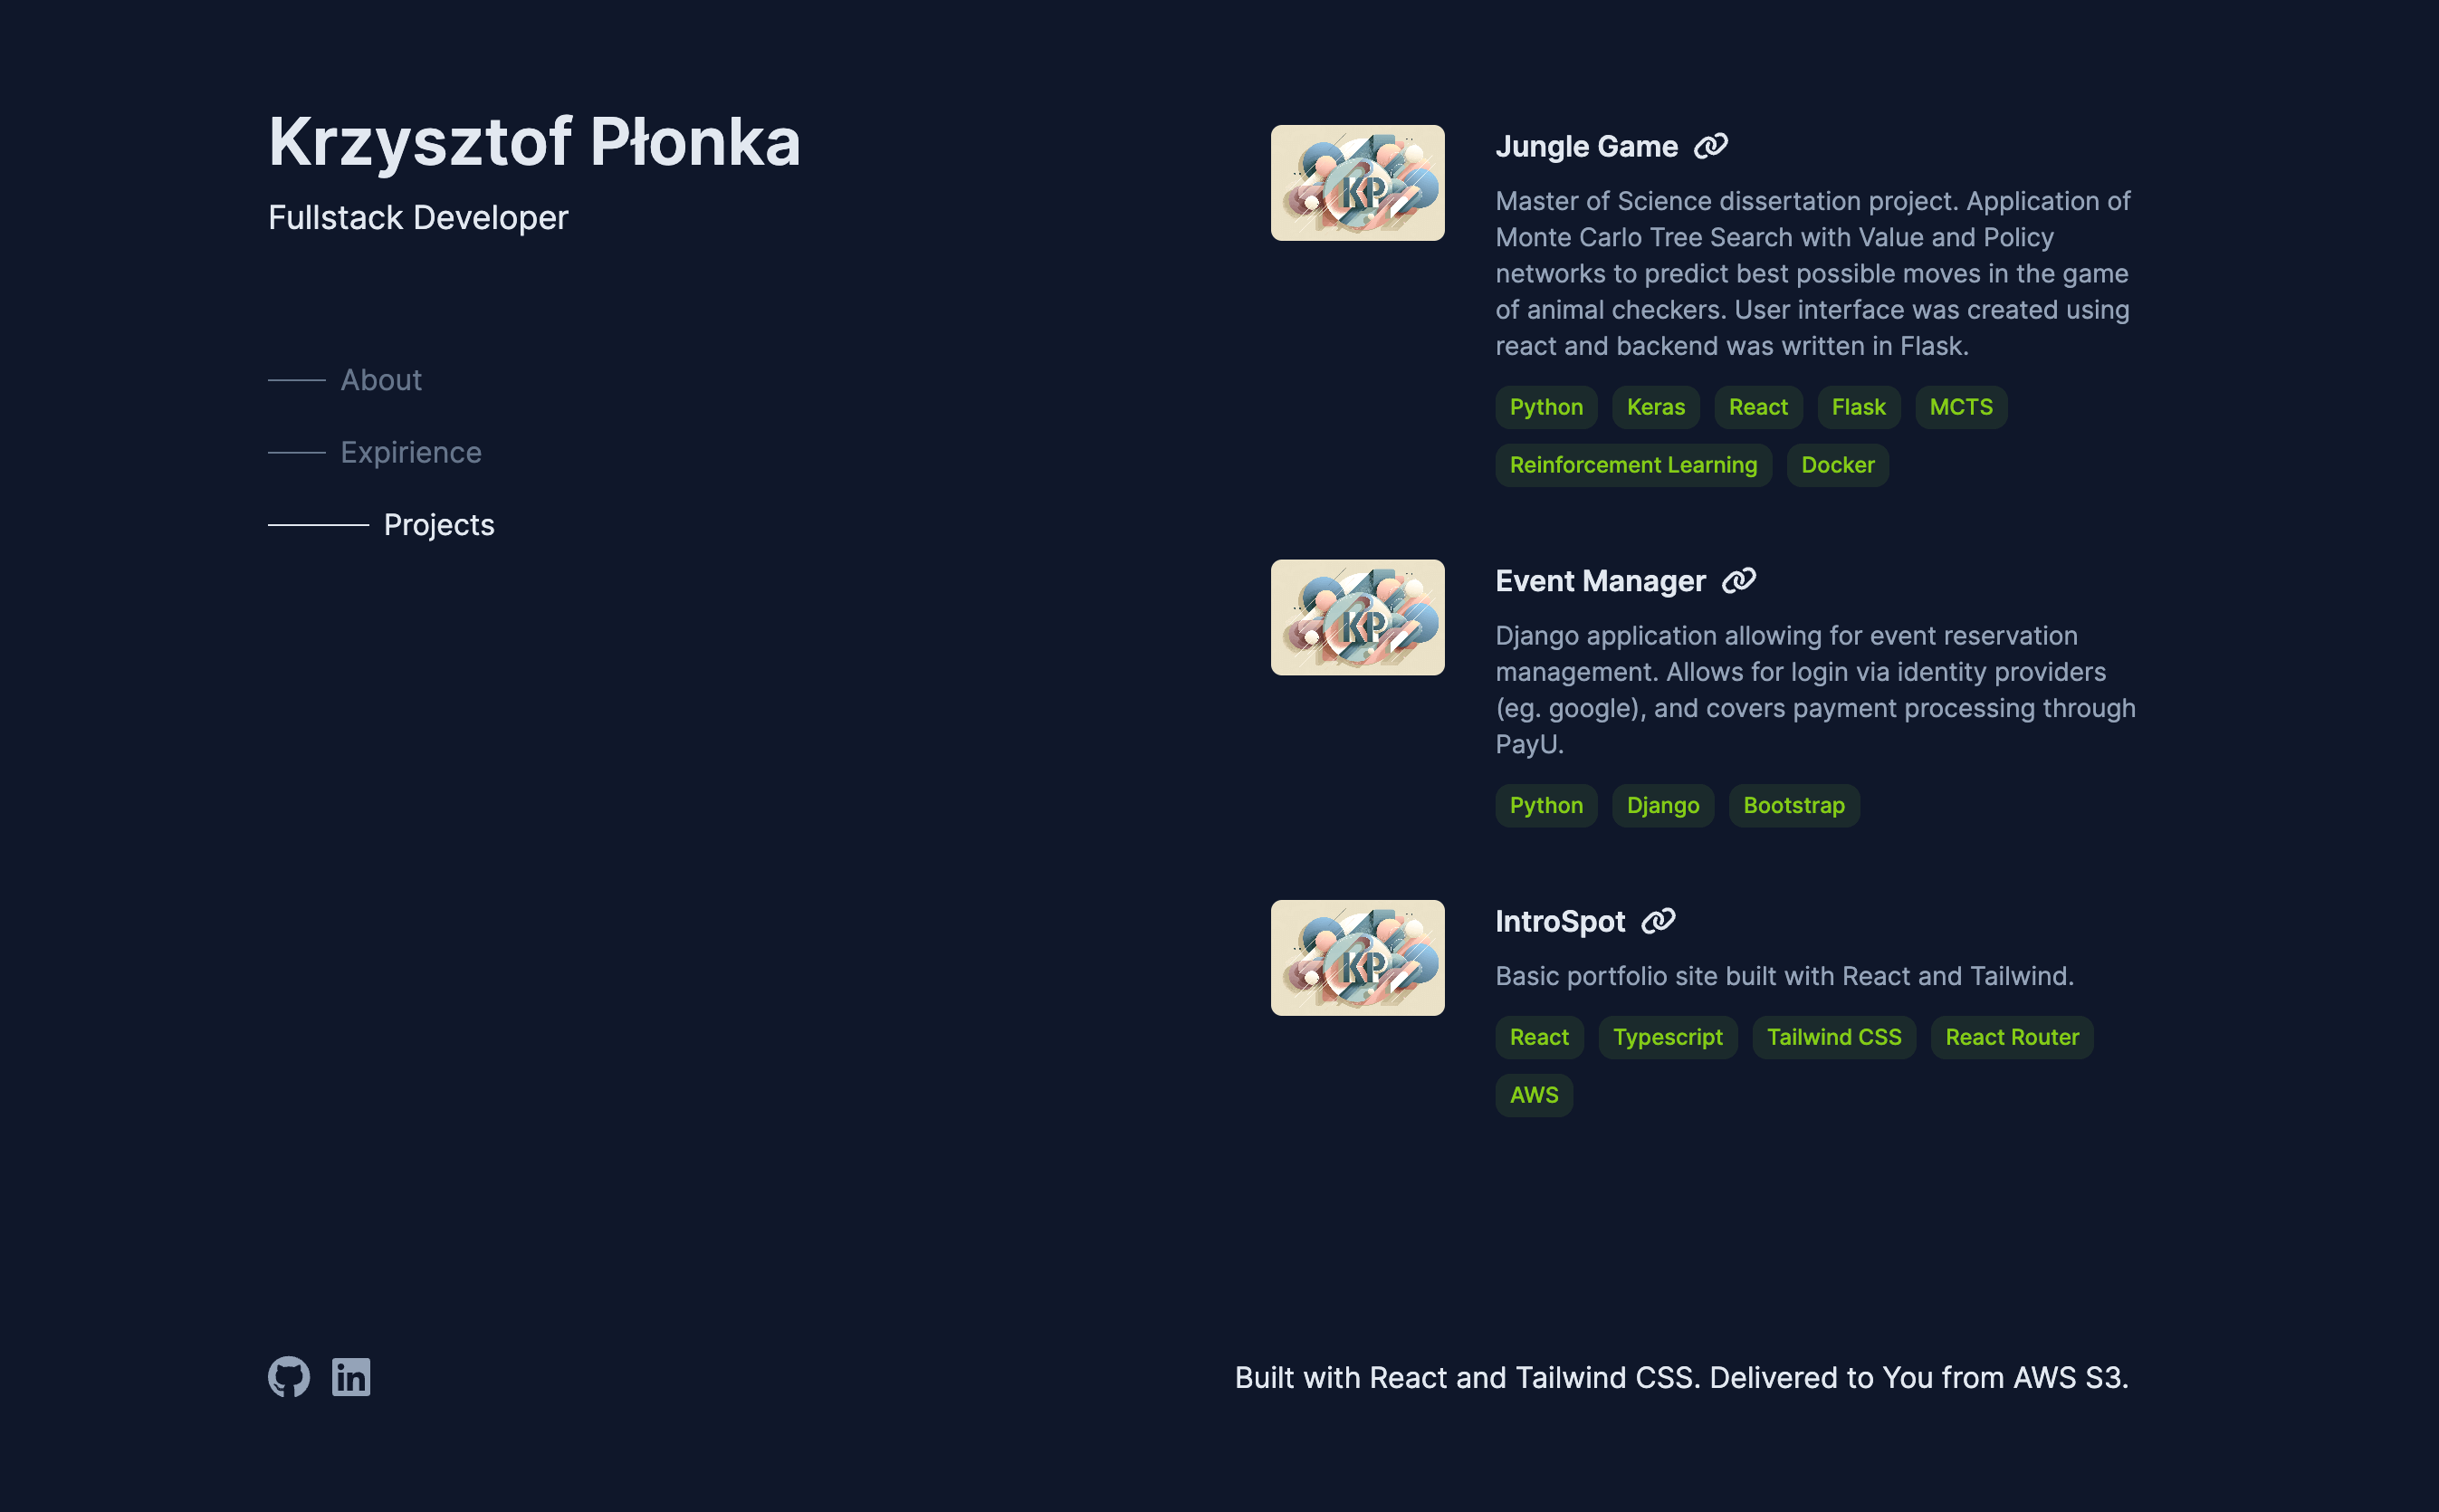 Krzysztof Płonka
Fullstack Developer
About
Expirience
Projects
KP
Jungle Game
Master of Science dissertation project. Application of
Monte Carlo Tree Search with Value and Policy
networks to predict best possible moves in the game
of animal checkers. User interface was created using
react and backend was written in Flask.
Python Keras React Flask MCTS
Reinforcement Learning Docker
KP
Event Manager
Django application allowing for event reservation
management. Allows for login via identity providers
(eg. google), and covers payment processing through
PayU.
Python Django Bootstrap
KP
IntroSpot
Basic portfolio site built with React and Tailwind.
React Typescript Tailwind CSS React Router
AWS
in
Built with React and Tailwind CSS. Delivered to You from AWS S3.